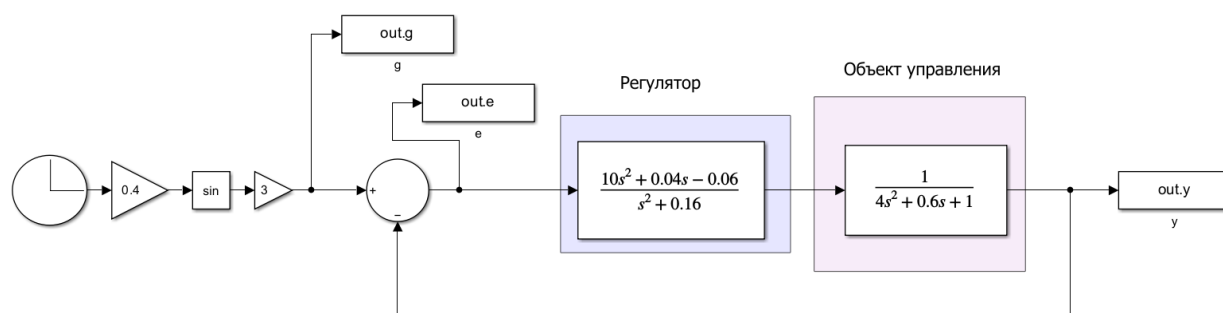 out.g
g
Объект управления
Регулятор
out.e
e
0.4
sin
3
+
−
10s² + 0.04s − 0.06
s² + 0.16
1
4s² + 0.6s + 1
out.y
y